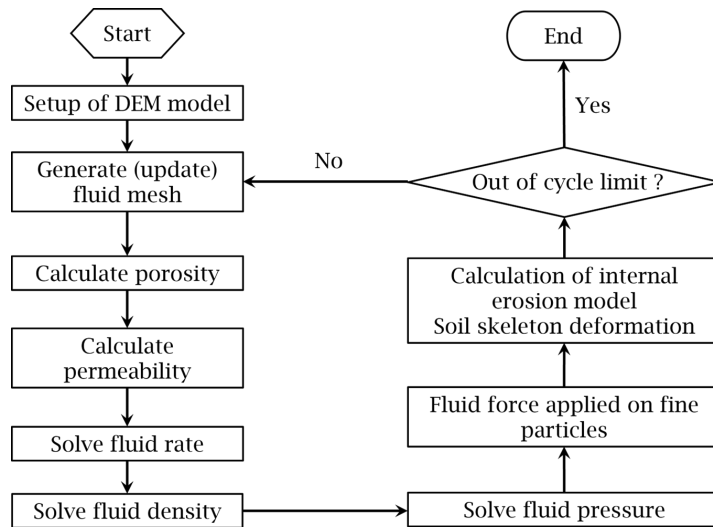 Start
Setup of DEM model
Generate (update)
fluid mesh
Calculate porosity
Calculate
permeability
Solve fluid rate
Solve fluid density
Solve fluid pressure
Fluid force applied on fine
particles
Calculation of internal
erosion model
Soil skeleton deformation
Out of cycle limit ?
No
Yes
End